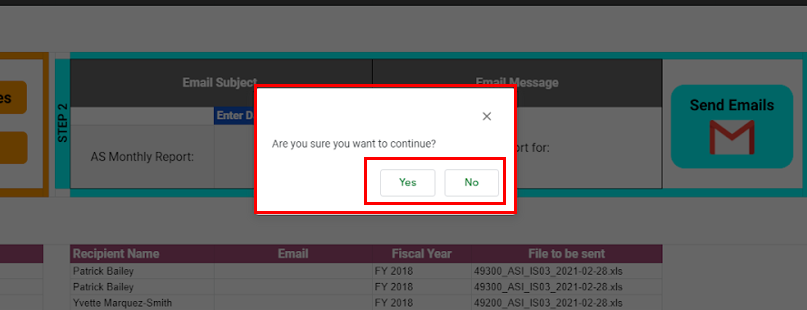 es
STEP 2
Email Subject
Email Message
Enter D
AS Monthly Report:
ort for:
Send Emails
Are you sure you want to continue?
Yes
No
Recipient Name Email Fiscal Year File to be sent
Patrick Bailey FY 2018 49300_ASI_IS03_2021-02-28.xls
Patrick Bailey FY 2018 49300_ASI_IS03_2021-02-28.xls
Yvette Marquez-Smith FY 2018 49200_ASI_IS03_2021-02-28.xls